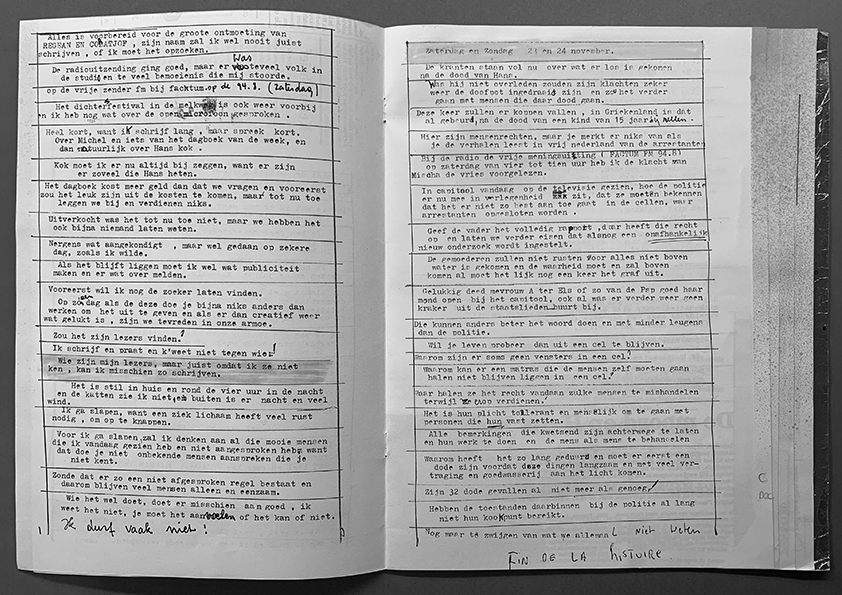 Alles is voorbereid voor de groote ontmoeting van
REGHAN EN COBATJOF , zijn naam zal ik wel nooit juist
schrijven , of ik moet het opzoeken.
Was
De radiouitzending ging goed, maar er teveel volk in
de studio en te veel bemoeienis die mij stoorde.
op de vrije zender fm bij factum.op de 94.8. (zaterdag)
Het dichterfestival in de is ook weer voorbij
en ik heb nog wat over de open microfoon gesproken .
Heel kort, want ik schrijf lang , maar spreek kort.
Over Michel en iets van het dagboek van de week, en
dan natuurlijk over Hans kok .
Kok moet ik er nu altijd bij zeggen, want er zijn
er zoveel die Hans heten.
Het dagboek kost meer geld dan dat we vragen en vooreerst
zou het leuk zijn uit de kosten te komen, maar tot nu toe
leggen we bij en verdienen niks.
Uitverkocht was het tot nu toe niet, maar we hebben het
ook bijna niemand laten weten.
Nergens wat aangekondigt , maar wel gedaan op zekere
dag, zoals ik wilde.
Als het blijft liggen moet ik wel wat publiciteit
maken en er wat over melden.
Vooreerst wil ik nog de zoeker laten vinden.
Op zo'een dag als de deze doe je bijna niks anders dan
werken om het uit te geven en als er dan creatief weer
wat gelukt is , zijn we tevreden in onze armoe.
Zou het zijn lezers vinden!
Ik schrijf en praat en k'weet niet tegen wie!
Wie zijn mijn lezers, maar juist omdat ik ze niet
ken , kan ik misschien zo schrijven.
Het is stil in huis en rond de vier uur in de nacht
en de katten zie ik niet, en buiten is er nacht en veel
wind.
Ik ga slapen, want een ziek lichaam heeft veel rust
nodig , om op te knappen.
Voor ik ga slapen zal ik denken aan al die mooie mensen
die ik vandaag gezien heb en niet aangesproken heb, want
dat doe je niet onbekende mensen aanspreken die je
niet kent.
Zonde dat er zo een niet afgesproken regel bestaat en
daarom blijven veel mensen alleen en eenzaam.
Wie het wel doet, doet er misschien aan goed , ik
weet het niet, je moet het aanvoelen of het kan of niet.
Ik durf vaak niet !
Zaterdag en Zondag 23 en 24 november.
De kranten staan vol nu over wat er los is gekomen
na de dood van Hans.
Was hij niet overleden zouden zijn klachten zeker
weer de doofpot ingedraaid zijn en zo het verder
gaan met mensen die daar dood gaan.
Deze keer zullen er koppen vallen , in Griekenland is dat
al gebeurd, na de dood van een kind van 15 jaar
Hier zijn mensenrechten, maar je merkt er niks van als
je de verhalen leest in vrij nederland van de arrestanten
Bij de radio de vrije meningsuiting ( FACTUM FM 94.8)
op zaterdag van vier tot tien uur heb ik de klacht van
Mischa de vries voorgelezen.
In capitool vandaag op de televisie gezien, hoe de politie
er nu mee in verlegenheid zit, dat ze moeten bekennen
dat het er niet zo best aan toe gaat in de cellen, waar
arrestanten opgesloten worden .
Geef de vader het volledig rapport ,daar heeft die recht
op en laten we verder eisen dat alsnog een onafhankelijk
nieuw onderzoek wordt ingestelt.
De gemoederen zullen niet rusten voor alles niet boven
water is gekomen en de waarheid moet en zal boven
komen al moet het lijk nog een keer het graf uit.
Gelukkig deed mevrouw A ter Els of zo van de Psp goed haar
mond open bij het capitool, ook al was er verder weer geen
kraker uit de staatsliedenbuurt bij.
Die kunnen anders beter het woord doen en met minder leugens
dan de politie.
Wil je leven probeer dan uit een cel te blijven.
Waarom zijn er soms geen vensters in een cel!
Waarom kan er een matras die de mensen zelf moeten gaan
halen niet blijven liggen in een cel!
Waar halen ze het recht vandaan zulke mensen te mishandelen
terwijl ze er op verdienen.
Het is hun plicht tollerant en menselijk om te gaan met
personen die hun vast zetten.
Alle bemerkingen die kwetsend zijn achterwege te laten
en hun werk te doen en de mens als mens te behandelen
Waarom heeft het zo lang geduurd en moet er eerst een
dode zijn voordat deze dingen langzaam en met veel ver-
traging en goedwasserij aan het licht komen.
Zijn 32 dode gevallen al niet meer als genoeg!
Hebben de toestanden daarbinnen bij de politie al lang
niet hun kookpunt bereikt.
Nog maar te zwijgen van wat we allemaal niet weten
FIN DE LA HISTOIRE